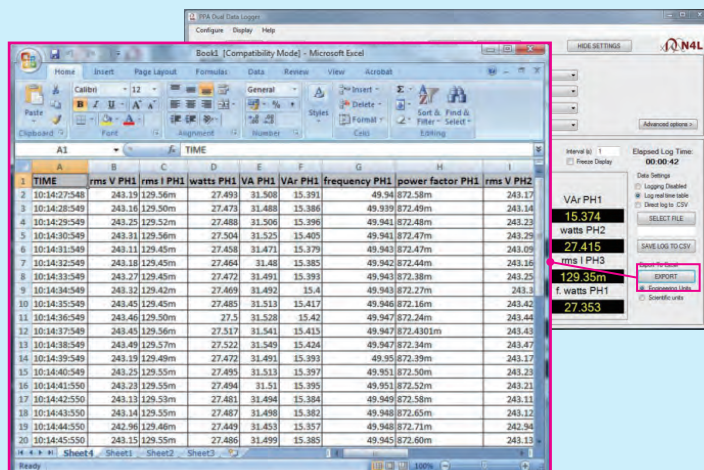 PPA Dual Data Logger
Configure Display Help
HIDE SETTINGS
N4L
Advanced options >
Interval (s) 1
Freeze Display
Elapsed Log Time:
00:00:42
Data Settings
Logging Disabled
Log real time table
Direct log to CSV
SELECT FILE
SAVE LOG TO CSV
Export To Excel
EXPORT
Engineering Units
Scientific units
VAr PH1
15.374
watts PH2
27.415
rms I PH3
129.35m
f. watts PH1
27.353
Book1 [Compatibility Mode] - Microsoft Excel
Home Insert Page Layout Formulas Data Review View Acrobat
Calibri 12 General Insert Delete Format
Paste B I U A Styles Sort & Filter Find & Select
Clipboard Font Alignment Number Cells Editing
A1 TIME
A B C D E F G H I
1 TIME rms V PH1 rms I PH1 watts PH1 VA PH1 VAr PH1 frequency PH1 power factor PH1 rms V PH2
2 10:14:27:548 243.19 129.56m 27.493 31.508 15.391 49.94 872.58m 243.17
3 10:14:28:549 243.16 129.50m 27.473 31.488 15.386 49.939 872.49m 243.14
4 10:14:29:549 243.25 129.52m 27.488 31.506 15.396 49.941 872.48m 243.23
5 10:14:30:549 243.31 129.56m 27.504 31.525 15.405 49.941 872.47m 243.29
6 10:14:31:549 243.11 129.45m 27.458 31.471 15.379 49.943 872.47m 243.09
7 10:14:32:549 243.18 129.45m 27.464 31.48 15.385 49.942 872.44m 243.16
8 10:14:33:549 243.27 129.45m 27.472 31.491 15.393 49.943 872.38m 243.25
9 10:14:34:549 243.32 129.42m 27.469 31.492 15.4 49.943 872.27m 243.3
10 10:14:35:549 243.45 129.45m 27.485 31.513 15.417 49.946 872.16m 243.42
11 10:14:36:549 243.46 129.50m 27.5 31.528 15.42 49.947 872.24m 243.44
12 10:14:37:549 243.45 129.56m 27.517 31.541 15.415 49.947 872.4301m 243.43
13 10:14:38:549 243.49 129.57m 27.522 31.549 15.424 49.947 872.34m 243.47
14 10:14:39:549 243.19 129.49m 27.472 31.491 15.393 49.95 872.39m 243.17
15 10:14:40:549 243.25 129.55m 27.495 31.513 15.397 49.951 872.50m 243.23
16 10:14:41:550 243.23 129.55m 27.494 31.51 15.395 49.951 872.52m 243.21
17 10:14:42:550 243.13 129.53m 27.481 31.494 15.384 49.949 872.58m 243.11
18 10:14:43:550 243.14 129.55m 27.487 31.498 15.382 49.948 872.65m 243.12
19 10:14:44:550 242.96 129.46m 27.449 31.453 15.357 49.948 872.71m 242.94
20 10:14:45:550 243.15 129.55m 27.486 31.499 15.385 49.945 872.60m 243.13
Sheet4 Sheet1 Sheet2 Sheet3
Ready 100%